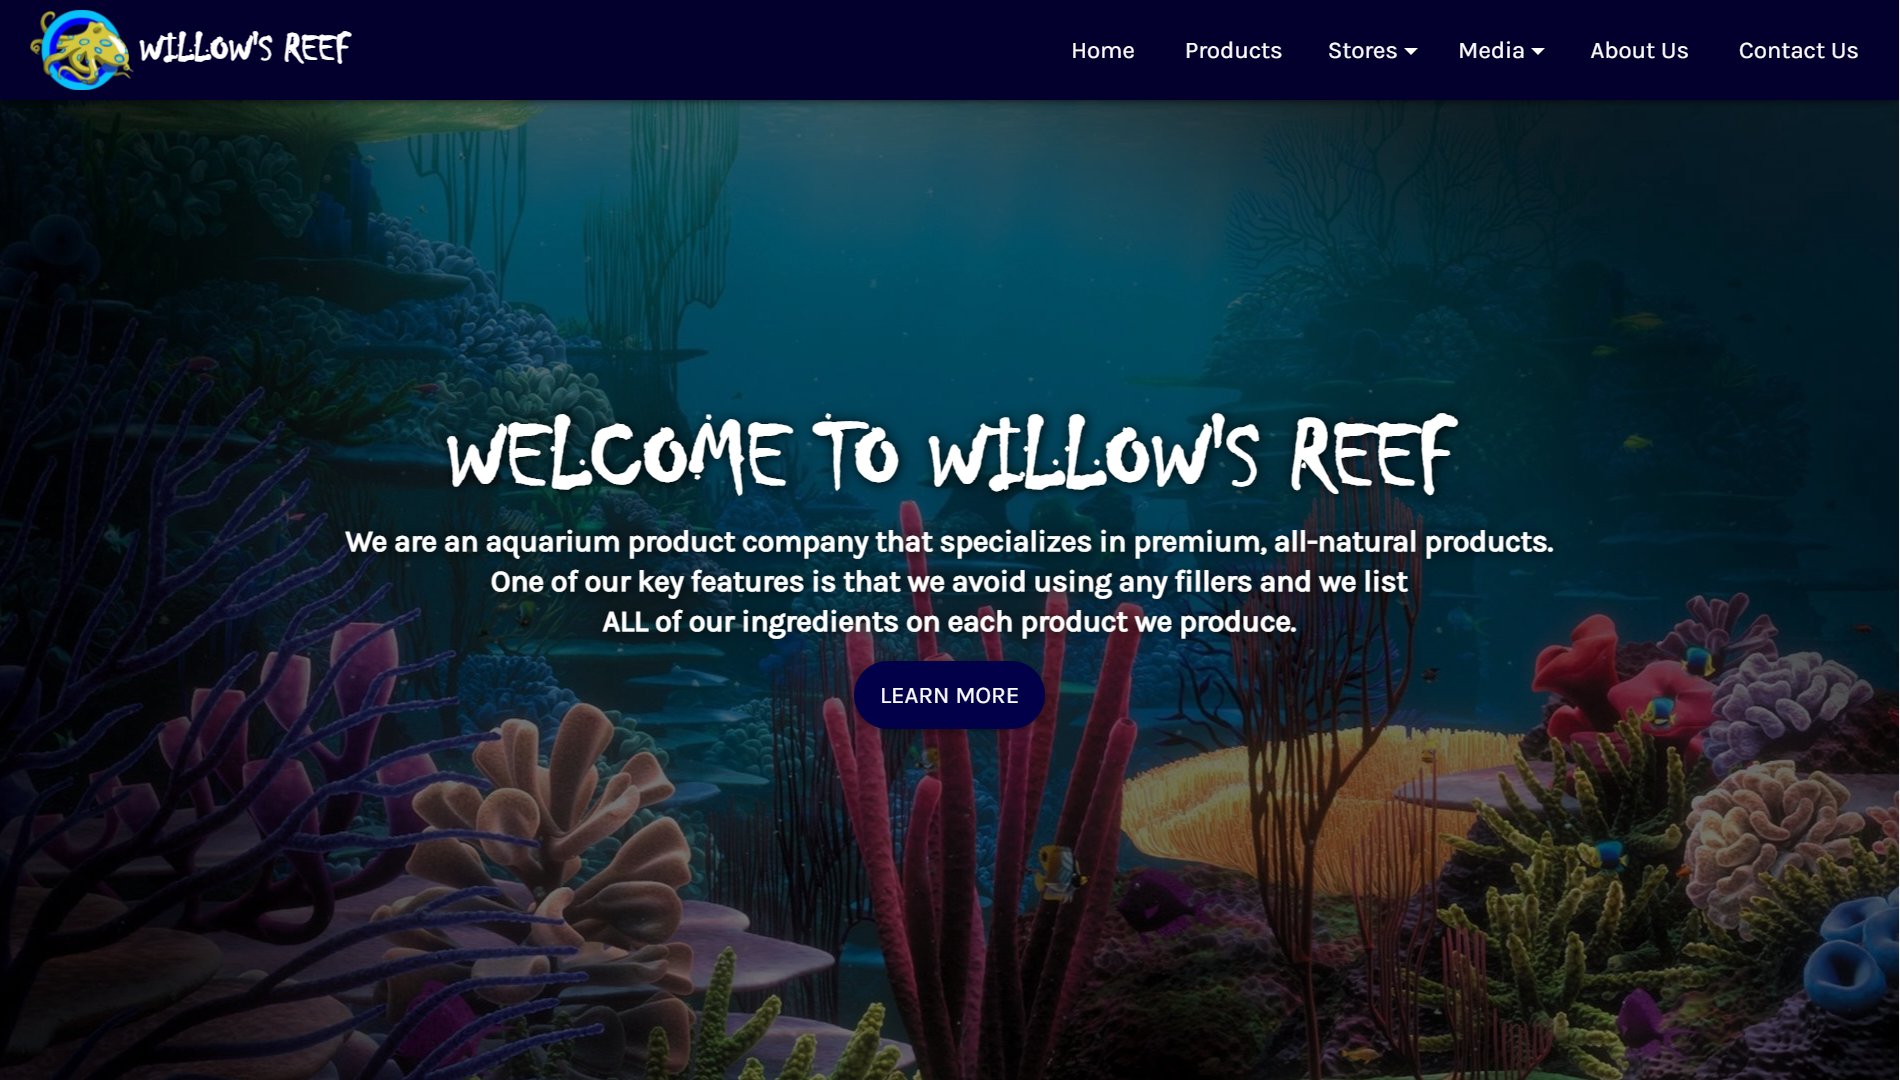 WILLOW'S REEF
Home Products Stores Media About Us Contact Us
WELCOME TO WILLOW'S REEF
We are an aquarium product company that specializes in premium, all-natural products.
One of our key features is that we avoid using any fillers and we list
ALL of our ingredients on each product we produce.
LEARN MORE